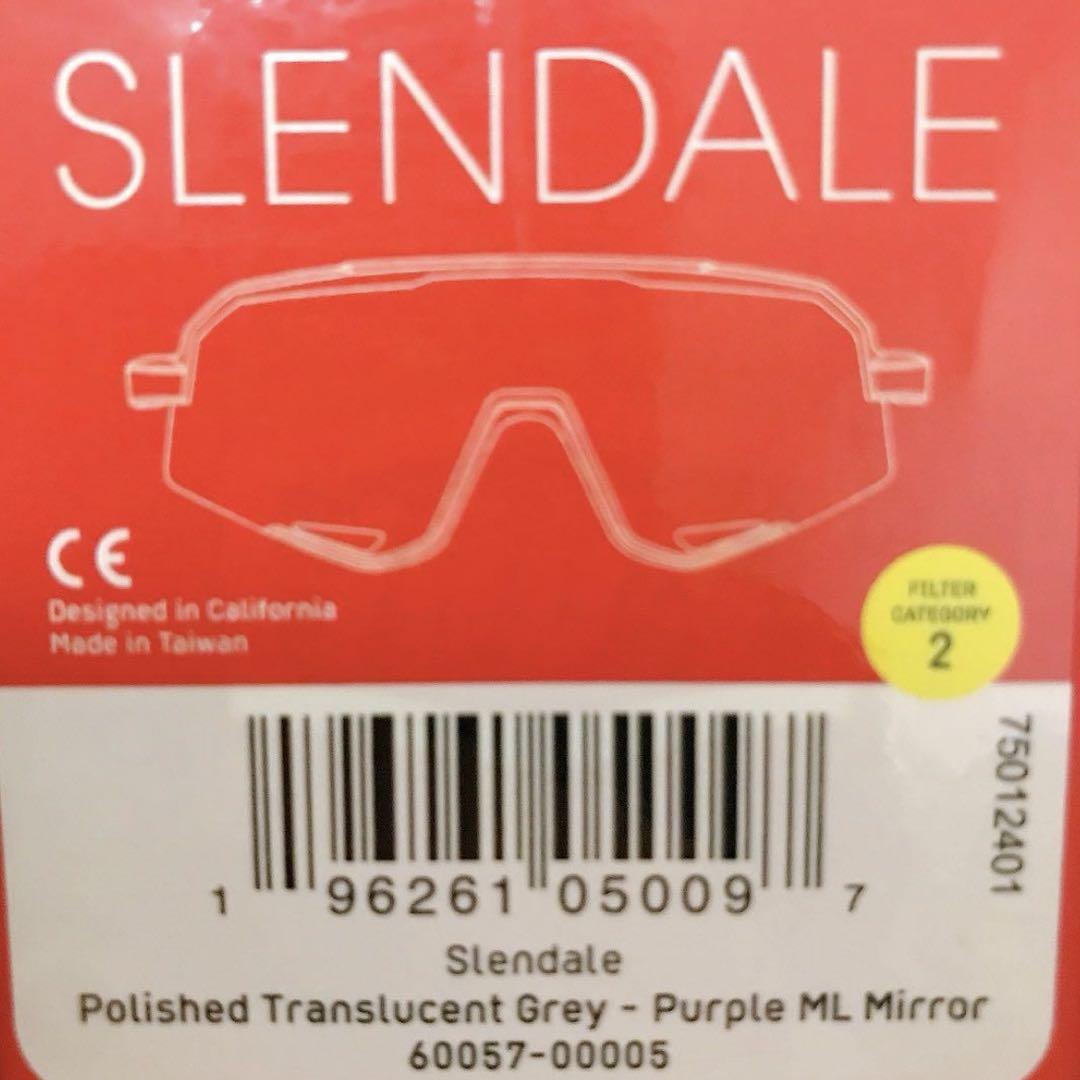 SLENDALE
CE
Designed in California
Made in Taiwan
FILTER
CATEGORY
2
75012401
1 96261 05009 7
Slendale
Polished Translucent Grey - Purple ML Mirror
60057-00005